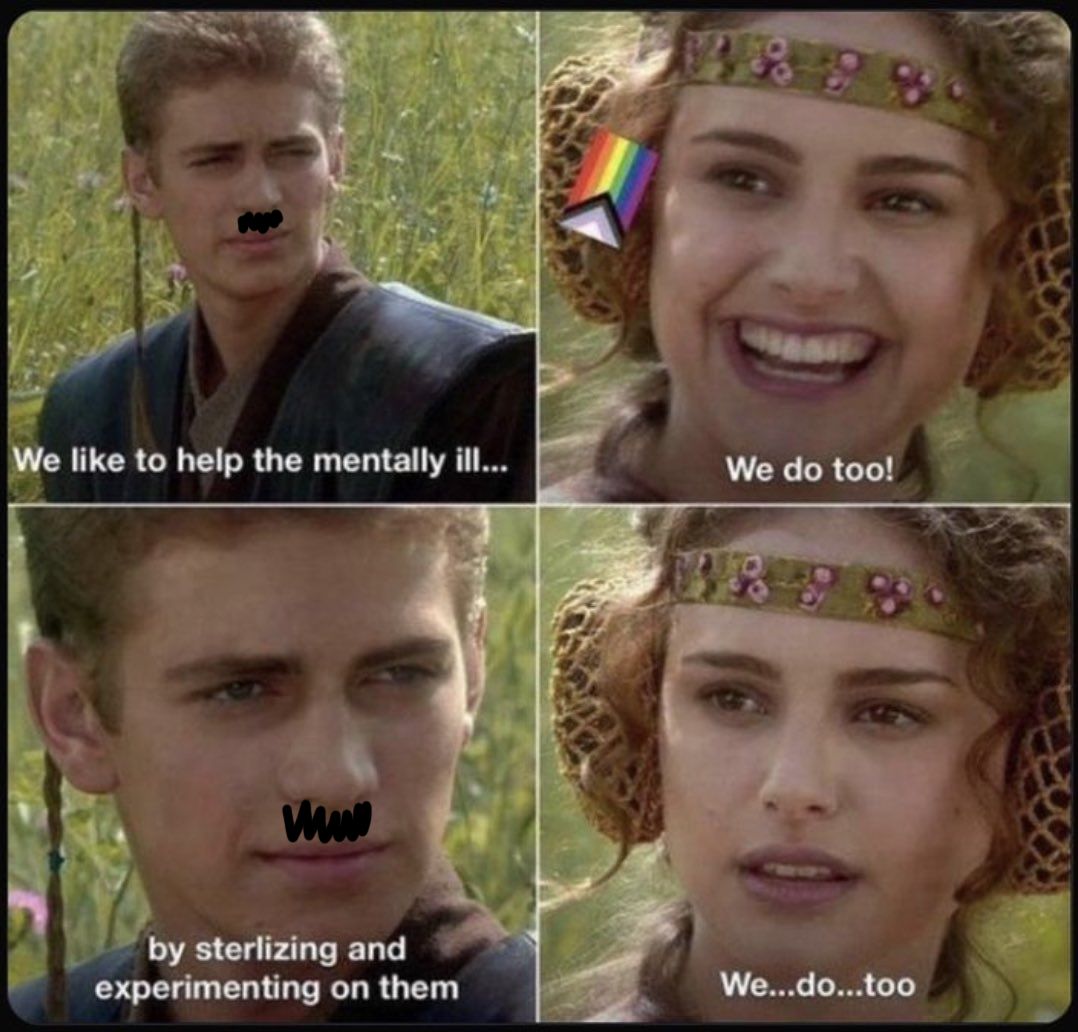 We like to help the mentally ill...
We do too!
by sterlizing and
experimenting on them
We...do...too